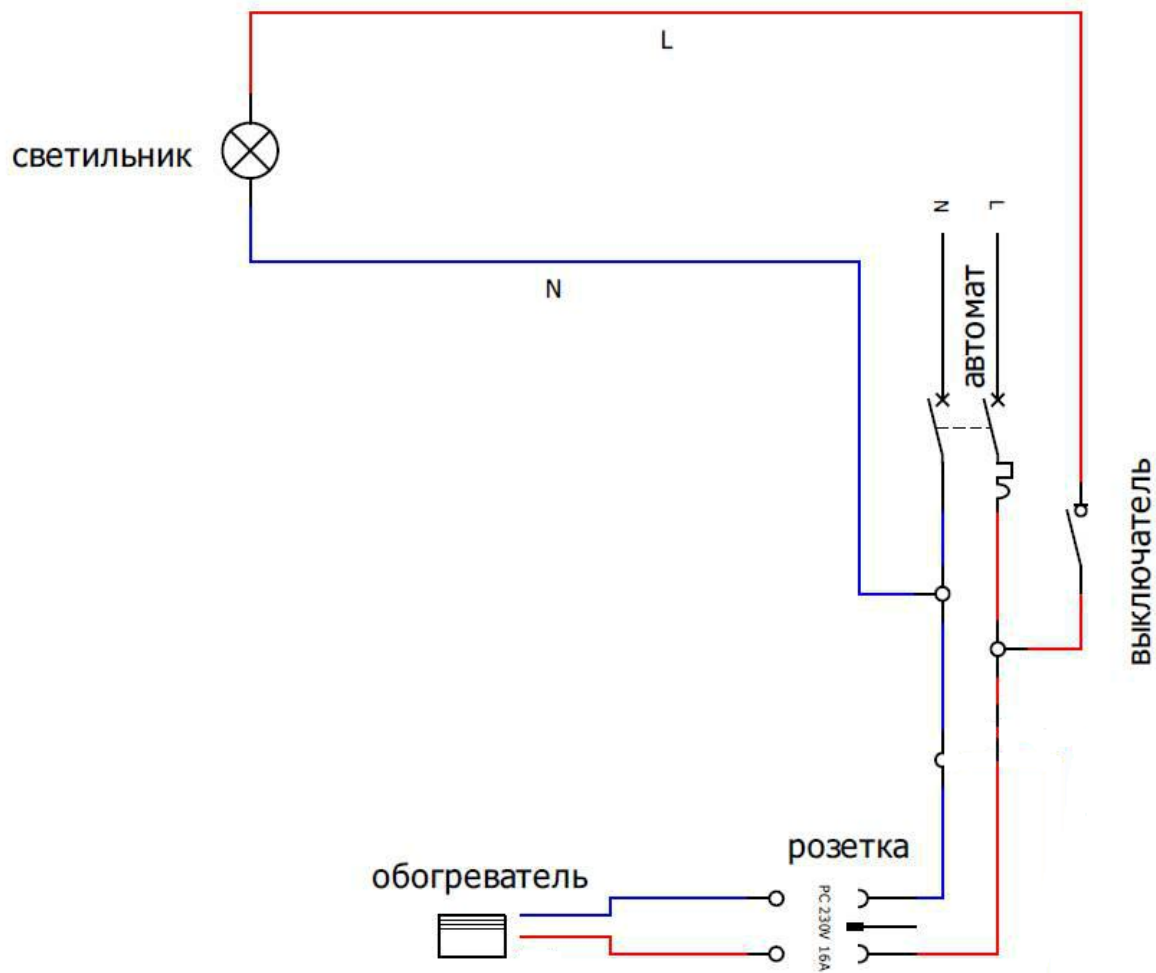 L
светильник
N
L
автомат
N
выключатель
розетка
обогреватель
PC 230V 16A